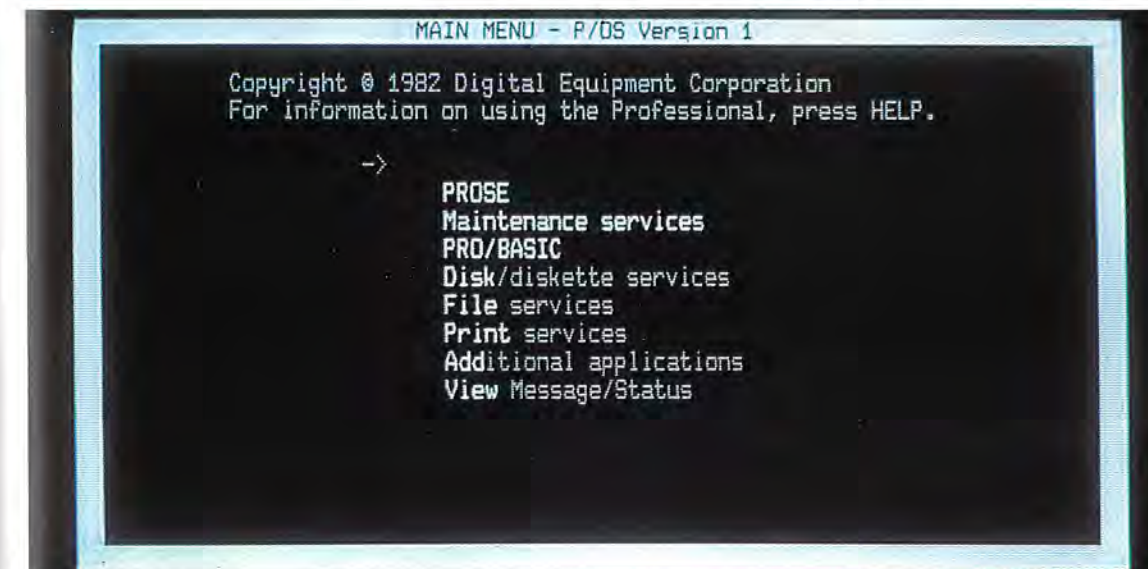 MAIN MENU - P/OS Version 1
Copyright © 1982 Digital Equipment Corporation
For information on using the Professional, press HELP.
->
PROSE
Maintenance services
PRO/BASIC
Disk/diskette services
File services
Print services
Additional applications
View Message/Status